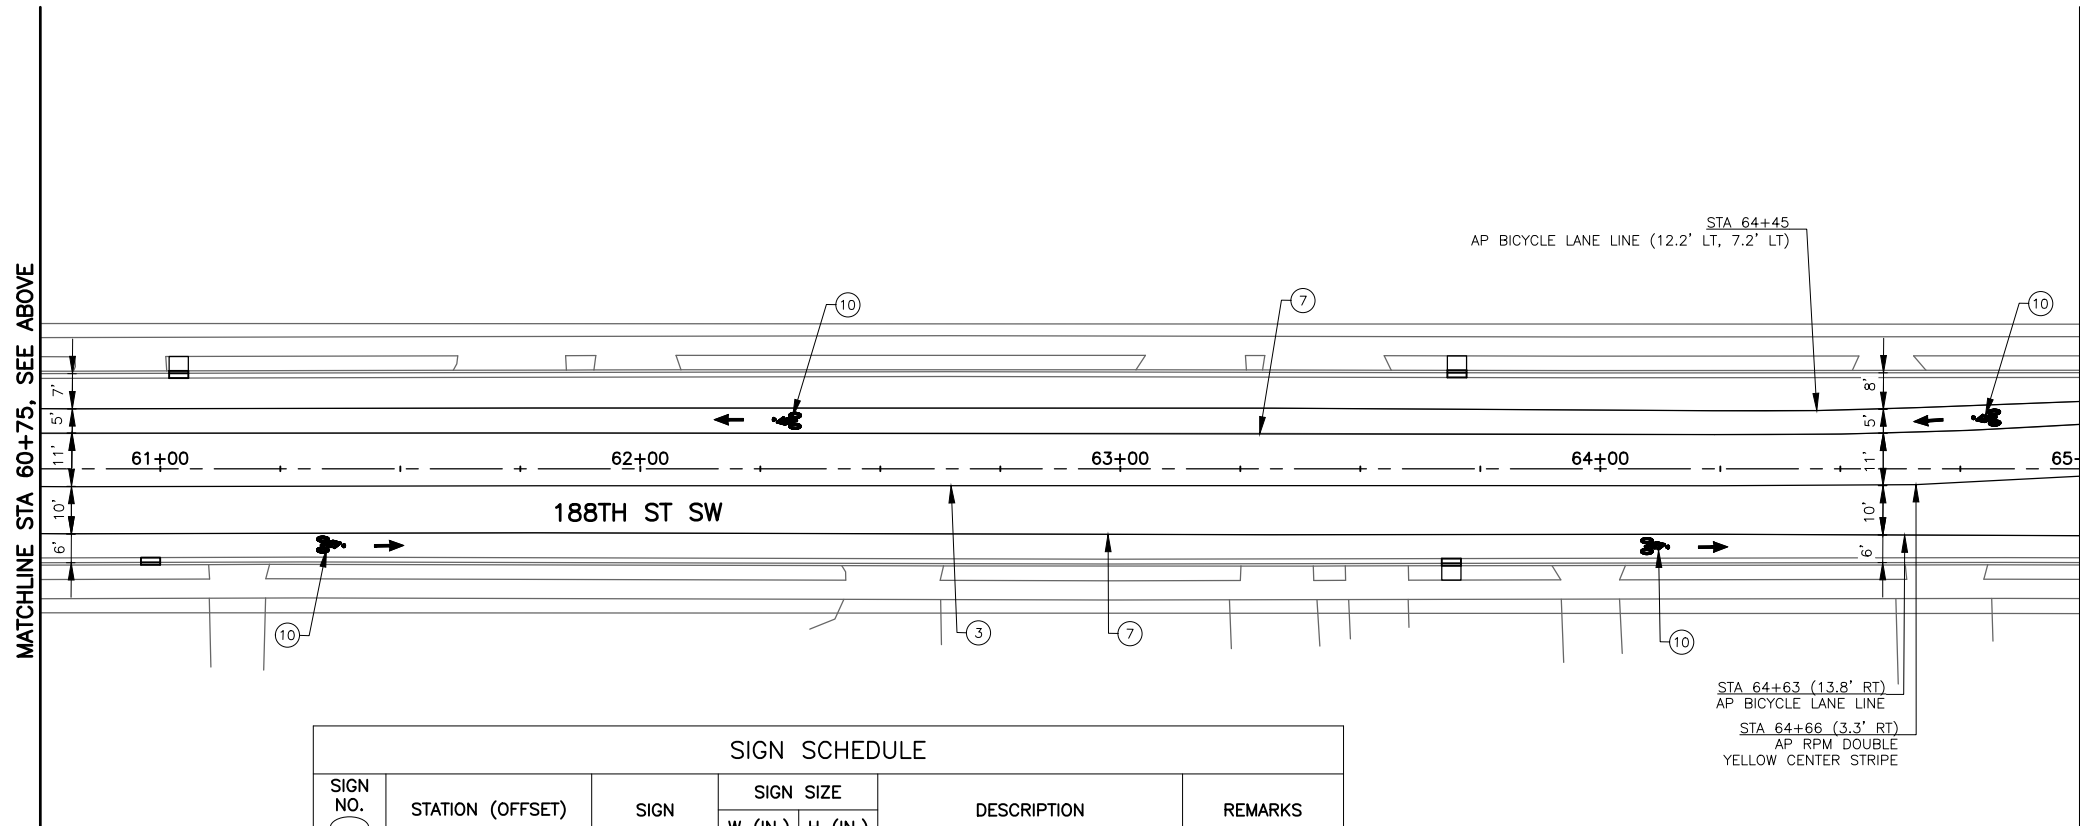 MATCHLINE STA 60+75, SEE ABOVE
STA 64+45
AP BICYCLE LANE LINE (12.2' LT, 7.2' LT)
10
7
10
7'
5'
11'
10'
6'
8'
5'
11'
10'
6'
61+00
62+00
63+00
64+00
65-
188TH ST SW
10
3
7
10
STA 64+63 (13.8' RT)
AP BICYCLE LANE LINE
STA 64+66 (3.3' RT)
AP RPM DOUBLE
YELLOW CENTER STRIPE
SIGN SCHEDULE
SIGN
NO.
STATION (OFFSET)
SIGN
SIGN SIZE
W (IN.)
H (IN.)
DESCRIPTION
REMARKS